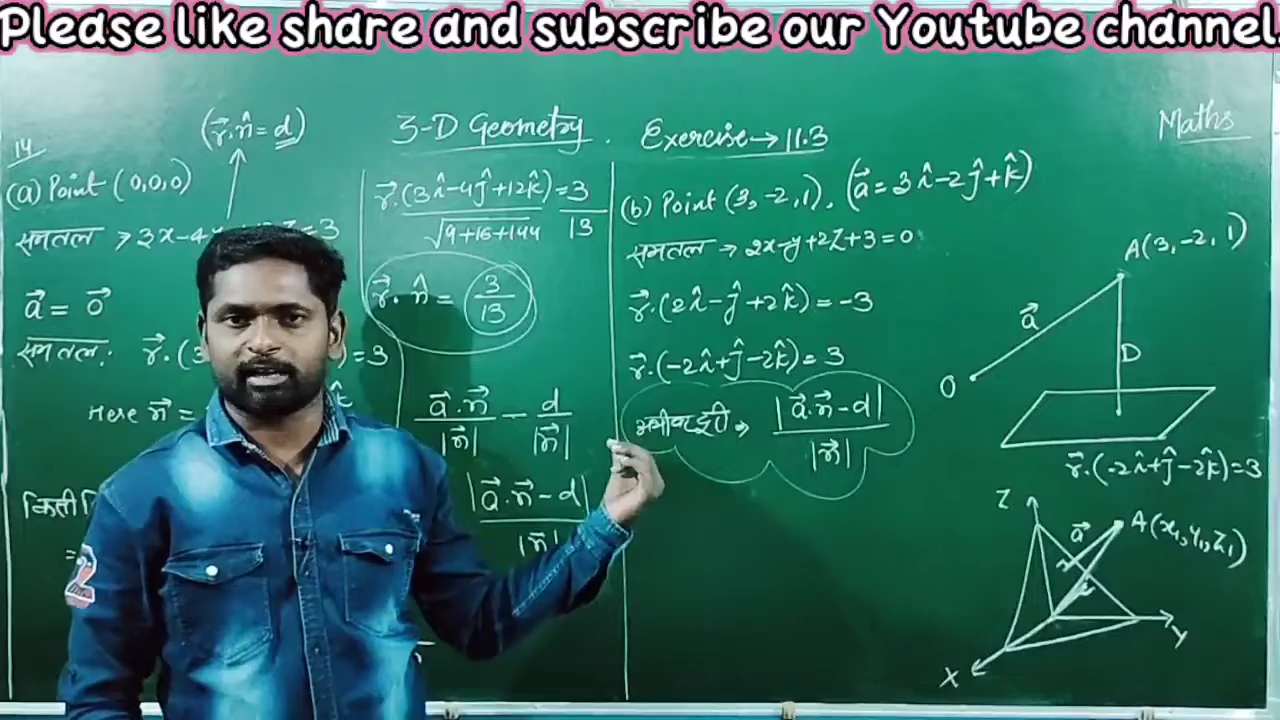 Please like share and subscribe our Youtube channel.
3-D Geometry. Exercise→11.3
Maths
14
(r⃗.n̂ = d)
(a) Point (0,0,0)
समतल → 3x-4
=3
a⃗ = 0⃗
समतल: r⃗.(3
)=3
Here n⃗ =
k̂
किसी
=
r⃗.(3î-4ĵ+12k̂)=3
√9+16+144 13
r⃗.n̂ = 3/13
a⃗.n⃗/|n⃗| - d/|n⃗|
|a⃗.n⃗-d|/|n⃗|
(b) Point (3,-2,1), (a⃗ = 3î-2ĵ+k̂)
समतल → 2x-y+2z+3=0
r⃗.(2î-ĵ+2k̂)=-3
r⃗.(-2î+ĵ-2k̂)=3
⇒ |a⃗.n⃗-d|/|n⃗|
A(3,-2,1)
a⃗
D
O
r⃗.(-2î+ĵ-2k̂)=3
Z
a⃗
A(x₁,y₁,z₁)
Y
X